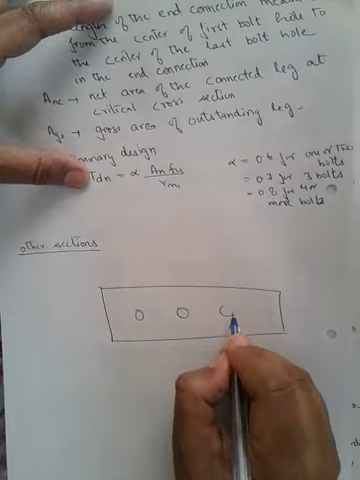 length of the end connection measured
from the center of first bolt hole to
the center of the last bolt hole
in the end connection
Anc → net area of the connected leg at
critical cross section
Ago → gross area of outstanding leg.
design
Tdn = α An fu / γm1
α = 0.6 for one or two
bolts
= 0.7 for 3 bolts
= 0.8 for 4 or
more bolts
other sections